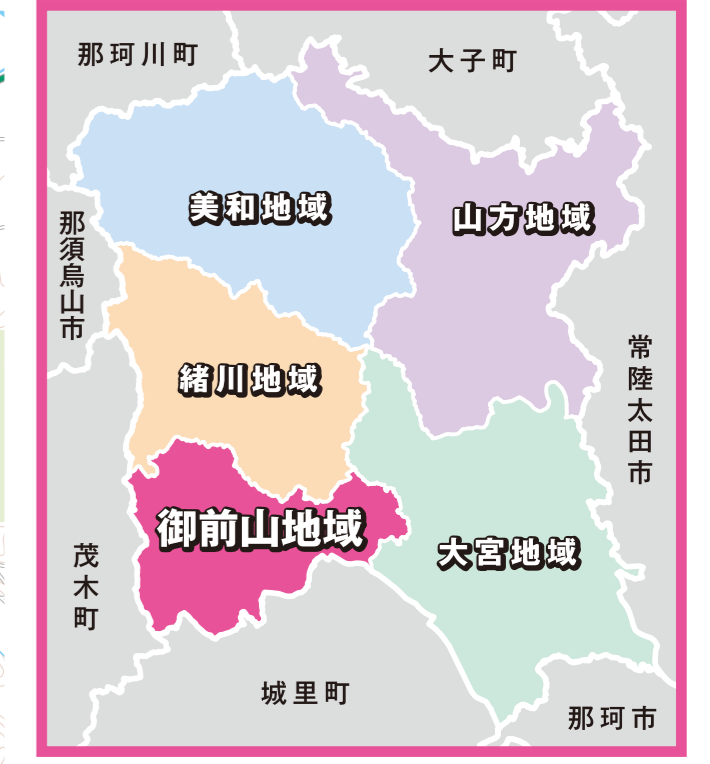 那珂川町
大子町
美和地域
山方地域
那須烏山市
常陸太田市
緒川地域
御前山地域
大宮地域
茂木町
城里町
那珂市